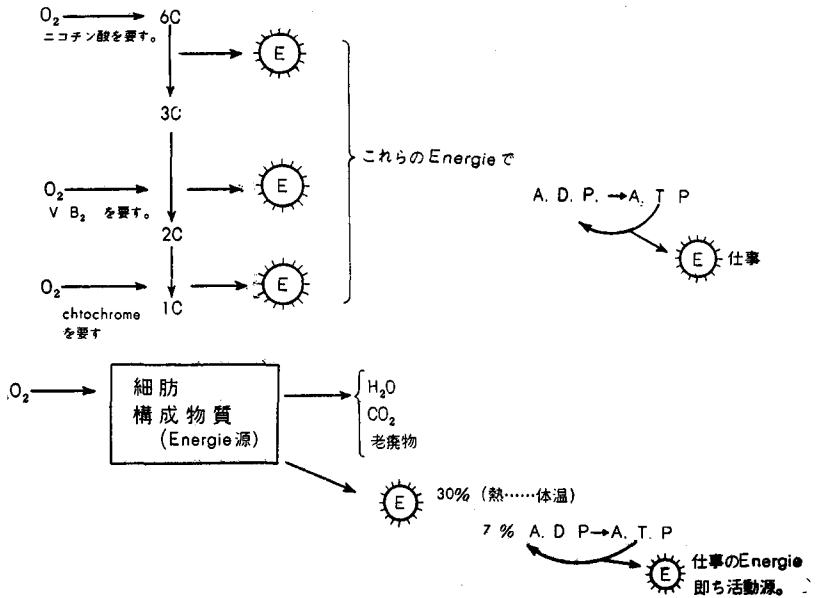 O₂ 6C
ニコチン酸を要す。
E
3C
これらのEnergieで
O₂ E
V B₂ を要す。
A. D. P. → A. T P
2C
E 仕事
O₂ E
1C
chtochrome
を要す
O₂
細肪
構成物質
(Energie源)
H₂O
CO₂
老廃物
E 30% (熱……体温)
7 % A. D P→A. T. P
E 仕事のEnergie
即ち活動源。